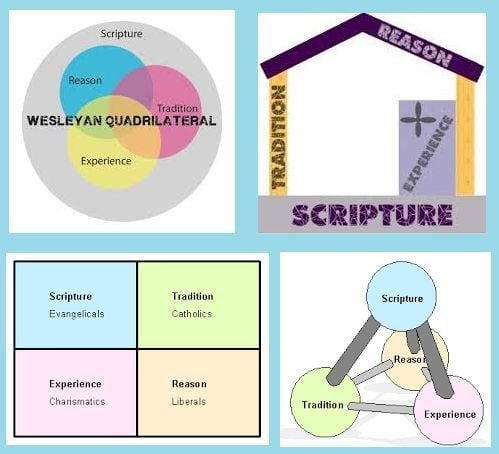 Scripture
Reason
Tradition
WESLEYAN QUADRILATERAL
Experience
REASON
TRADITION
EXPERIENCE
SCRIPTURE
Scripture
Evangelicals
Tradition
Catholics
Experience
Charismatics
Reason
Liberals
Scripture
Reason
Tradition
Experience